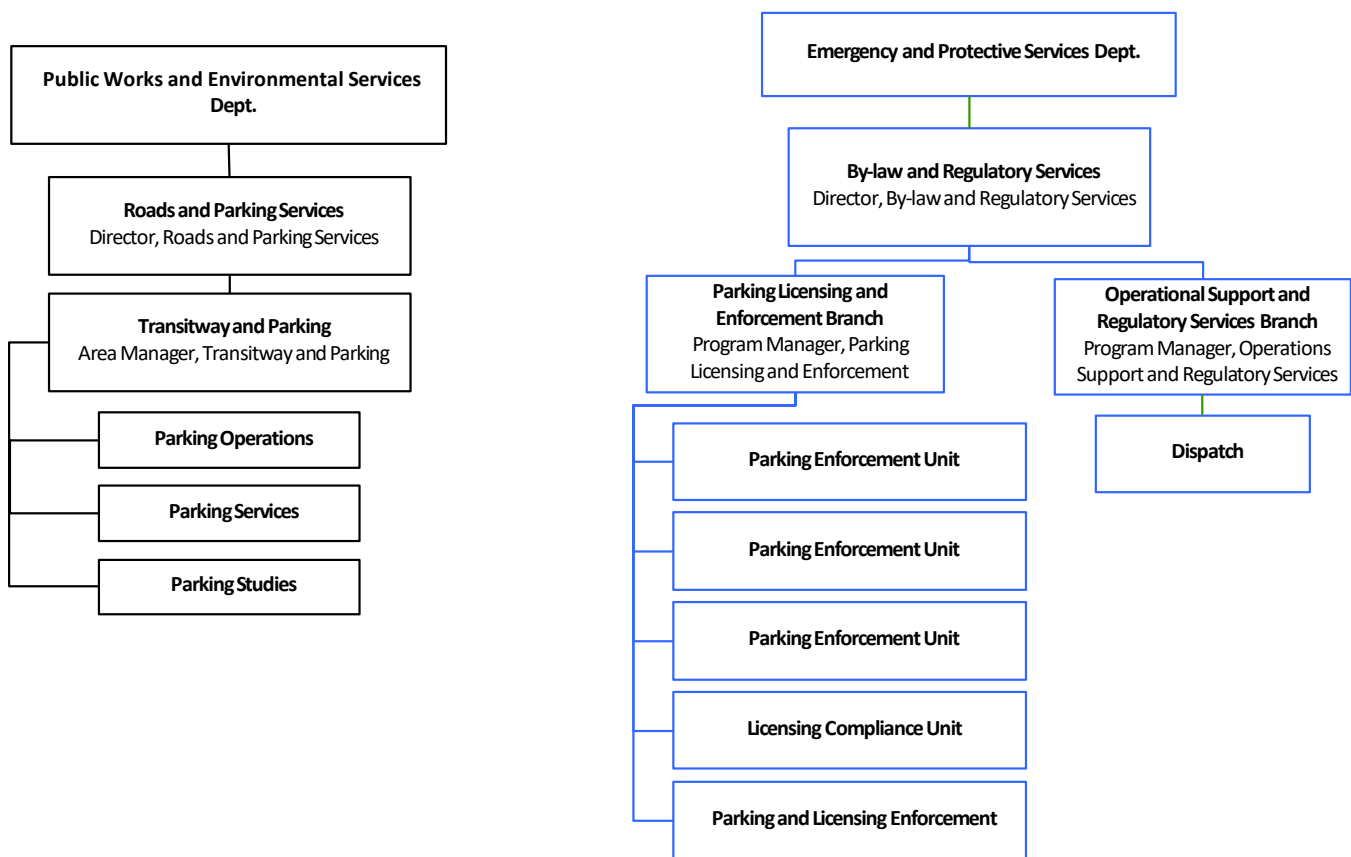 Public Works and Environmental Services
Dept.
Roads and Parking Services
Director, Roads and Parking Services
Transitway and Parking
Area Manager, Transitway and Parking
Parking Operations
Parking Services
Parking Studies
Emergency and Protective Services Dept.
By-law and Regulatory Services
Director, By-law and Regulatory Services
Parking Licensing and
Enforcement Branch
Program Manager, Parking
Licensing and Enforcement
Parking Enforcement Unit
Parking Enforcement Unit
Parking Enforcement Unit
Licensing Compliance Unit
Parking and Licensing Enforcement
Operational Support and
Regulatory Services Branch
Program Manager, Operations
Support and Regulatory Services
Dispatch